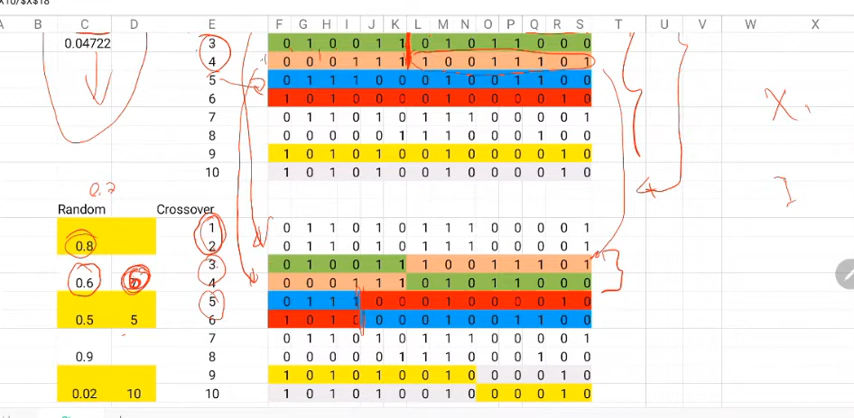 X10/$X$18
A B C D E F G H I J K L M N O P Q R S T U V W X
0.04722 3 0 1 0 0 1 1 0 1 0 1 1 0 0 0
4 0 0 0 1 1 1 1 0 0 1 1 1 0 1
5 0 1 1 1 0 0 0 1 0 0 1 1 0 0
6 1 0 1 0 0 0 0 1 0 0 0 0 1 0
7 0 1 1 0 1 0 1 1 1 0 0 0 0 1
8 0 0 0 0 0 1 1 1 0 0 0 1 0 0
9 1 0 1 0 1 0 0 1 0 0 0 0 1 0
10 1 0 1 0 1 0 0 1 0 0 0 0 1 0
Random Crossover
1 0 1 1 0 1 0 1 1 1 0 0 0 0 1
0.8 2 0 1 1 0 1 0 1 1 1 0 0 0 0 1
3 0 1 0 0 1 1 1 0 0 1 1 1 0 1
0.6 6 4 0 0 0 1 1 1 0 1 0 1 1 0 0 0
5 0 1 1 1 0 0 0 1 0 0 0 0 1 0
0.5 5 6 1 0 1 0 0 0 0 1 0 0 1 1 0 0
7 0 1 1 0 1 0 1 1 1 0 0 0 0 1
0.9 8 0 0 0 0 0 1 1 1 0 0 0 1 0 0
9 1 0 1 0 1 0 0 1 0 0 0 0 1 0
0.02 10 10 1 0 1 0 1 0 0 1 0 0 0 0 1 0